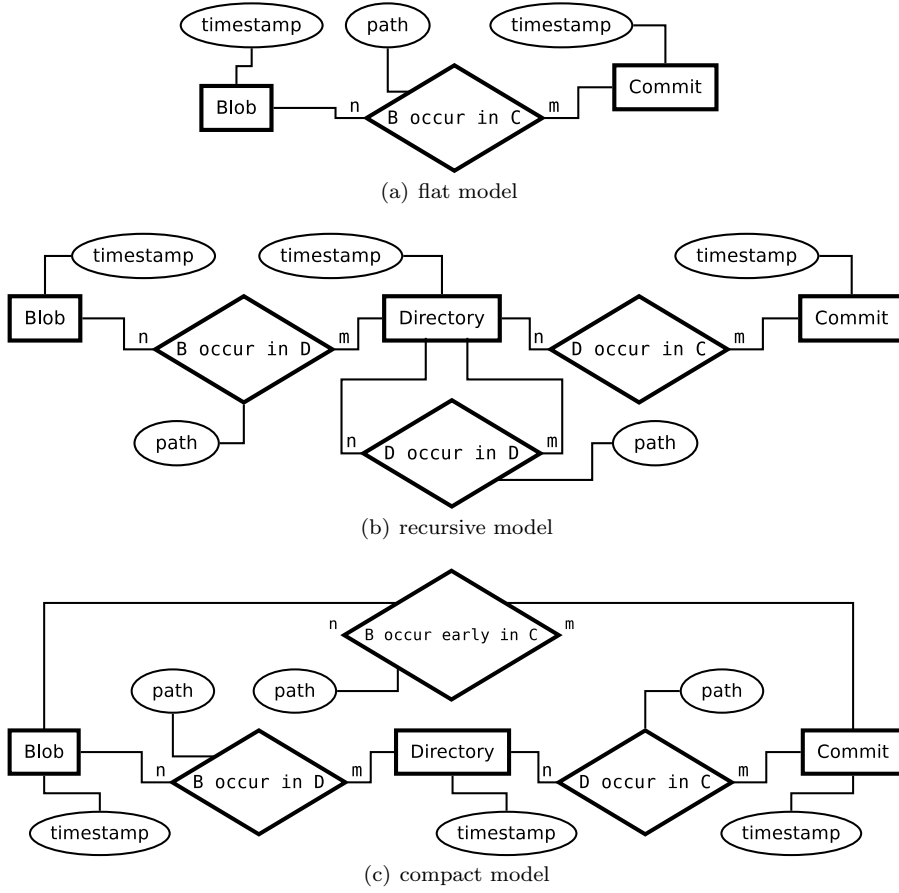 timestamp path timestamp
Blob n B occur in C m Commit
(a) flat model
timestamp timestamp timestamp
Blob n B occur in D m Directory n D occur in C m Commit
path n D occur in D m path
(b) recursive model
n B occur early in C m
path path path
Blob n B occur in D m Directory n D occur in C m Commit
timestamp timestamp timestamp
(c) compact model